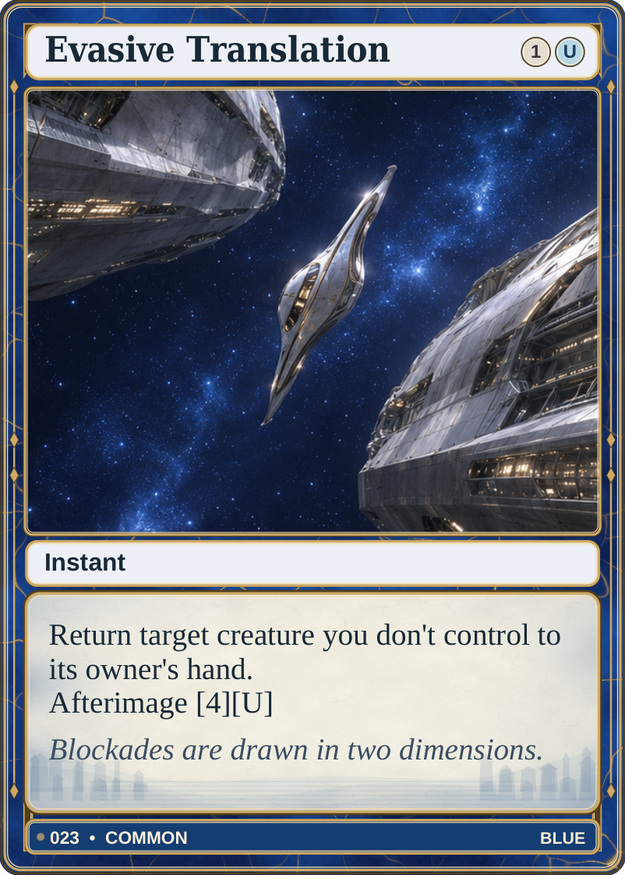 Evasive Translation 1 U
Instant
Return target creature you don't control to
its owner's hand.
Afterimage [4][U]
Blockades are drawn in two dimensions.
023 • COMMON BLUE